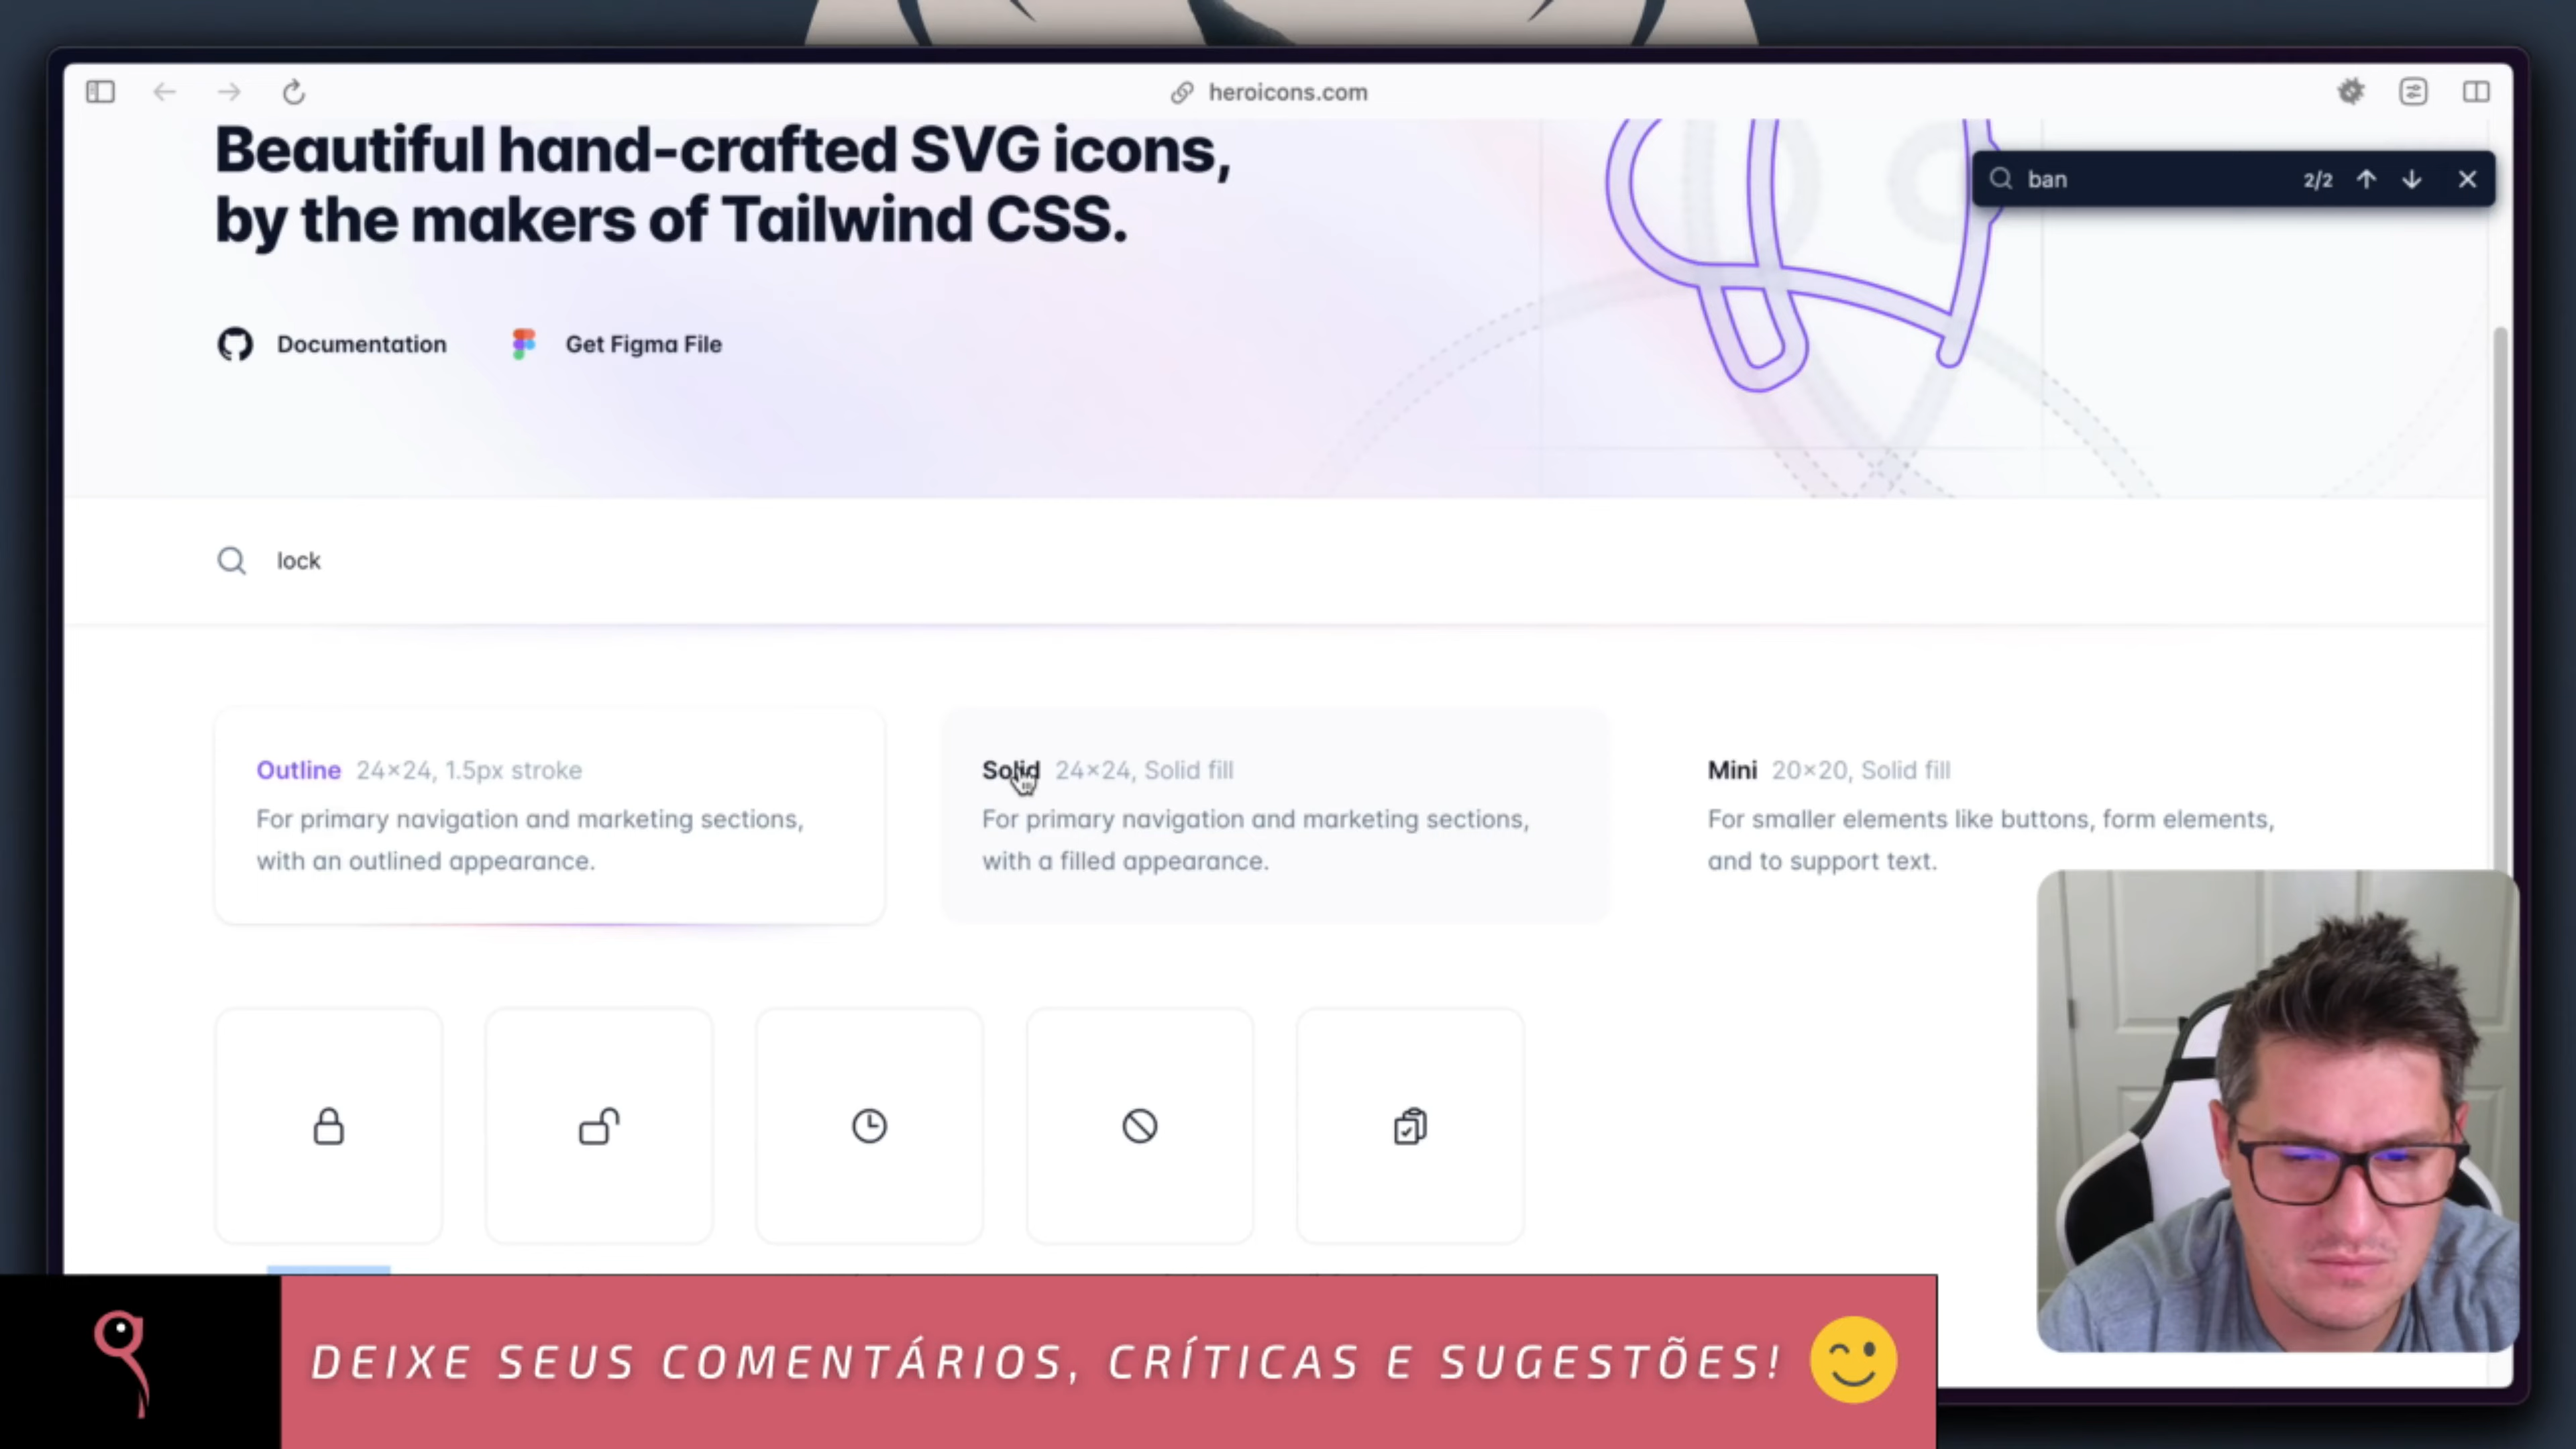 heroicons.com
Beautiful hand-crafted SVG icons,
by the makers of Tailwind CSS.
ban
2/2
Documentation
Get Figma File
lock
Outline 24×24, 1.5px stroke
For primary navigation and marketing sections,
with an outlined appearance.
Solid 24×24, Solid fill
For primary navigation and marketing sections,
with a filled appearance.
Mini 20×20, Solid fill
For smaller elements like buttons, form elements,
and to support text.
DEIXE SEUS COMENTÁRIOS, CRÍTICAS E SUGESTÕES!